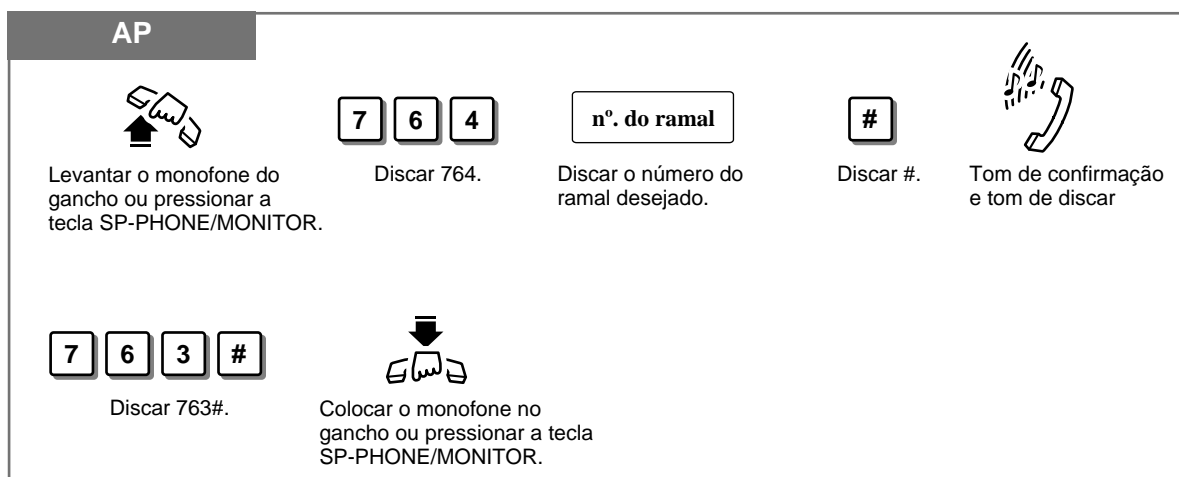 AP
7 6 4
nº. do ramal
#
Levantar o monofone do
gancho ou pressionar a
tecla SP-PHONE/MONITOR.
Discar 764.
Discar o número do
ramal desejado.
Discar #.
Tom de confirmação
e tom de discar
7 6 3 #
Discar 763#.
Colocar o monofone no
gancho ou pressionar a tecla
SP-PHONE/MONITOR.